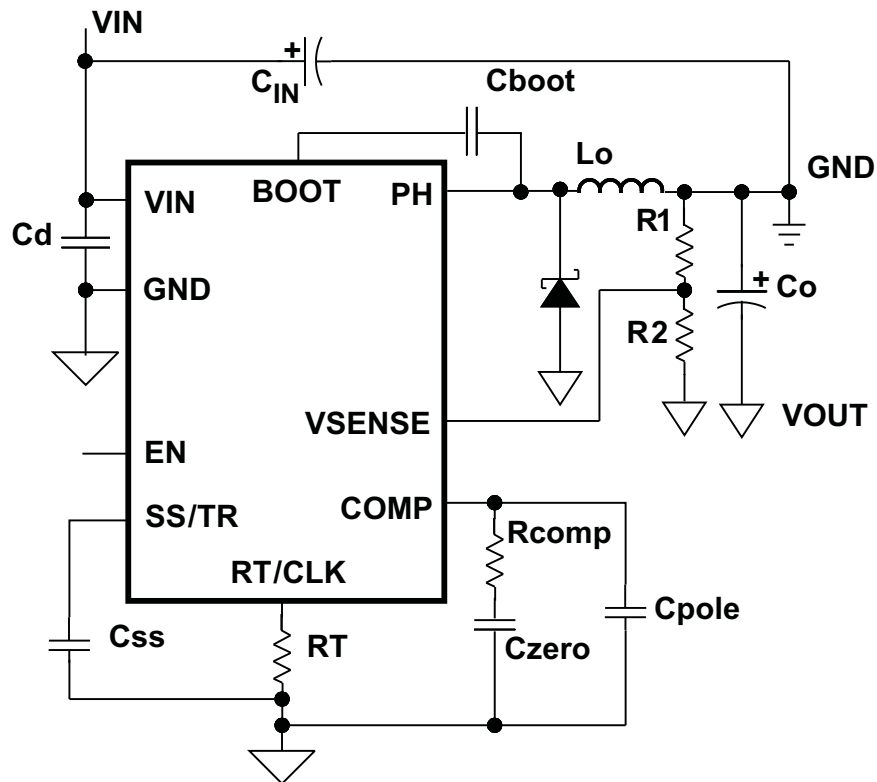 VIN
+
CIN
Cboot
Lo
GND
BOOT
PH
VIN
R1
Cd
GND
+
Co
R2
VSENSE
VOUT
EN
SS/TR
COMP
Rcomp
RT/CLK
Cpole
Css
RT
Czero